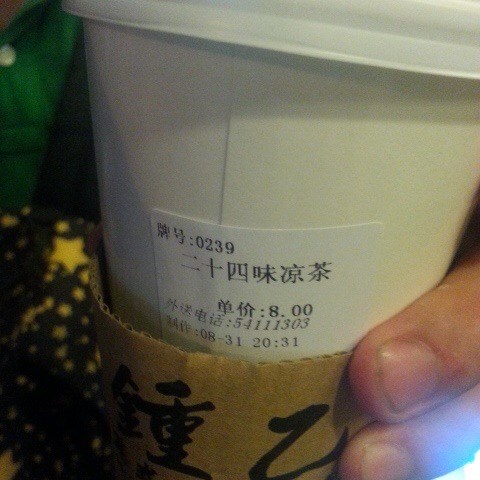 牌号:0239
二十四味凉茶
单价:8.00
外送电话:54111303
制作:08-31 20:31
鍾 乙